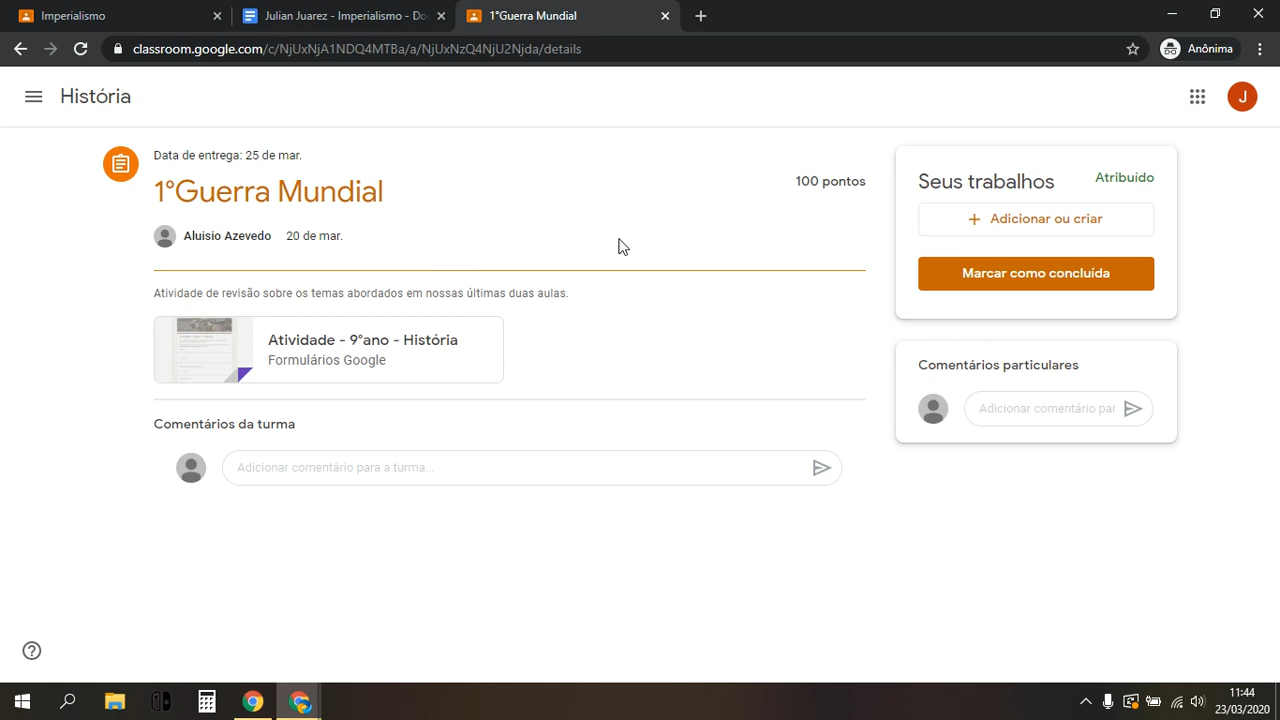 Imperialismo
Julian Juarez - Imperialismo - Do
1°Guerra Mundial
classroom.google.com/c/NjUxNjA1NDQ4MTBa/a/NjUxNzQ4NjU2Njda/details
Anônima
História
J
Data de entrega: 25 de mar.
1°Guerra Mundial
100 pontos
Aluisio Azevedo 20 de mar.
Atividade de revisão sobre os temas abordados em nossas últimas duas aulas.
Atividade - 9°ano - História
Formulários Google
Comentários da turma
Adicionar comentário para a turma...
Seus trabalhos
Atribuído
+ Adicionar ou criar
Marcar como concluída
Comentários particulares
Adicionar comentário par
11:44
23/03/2020